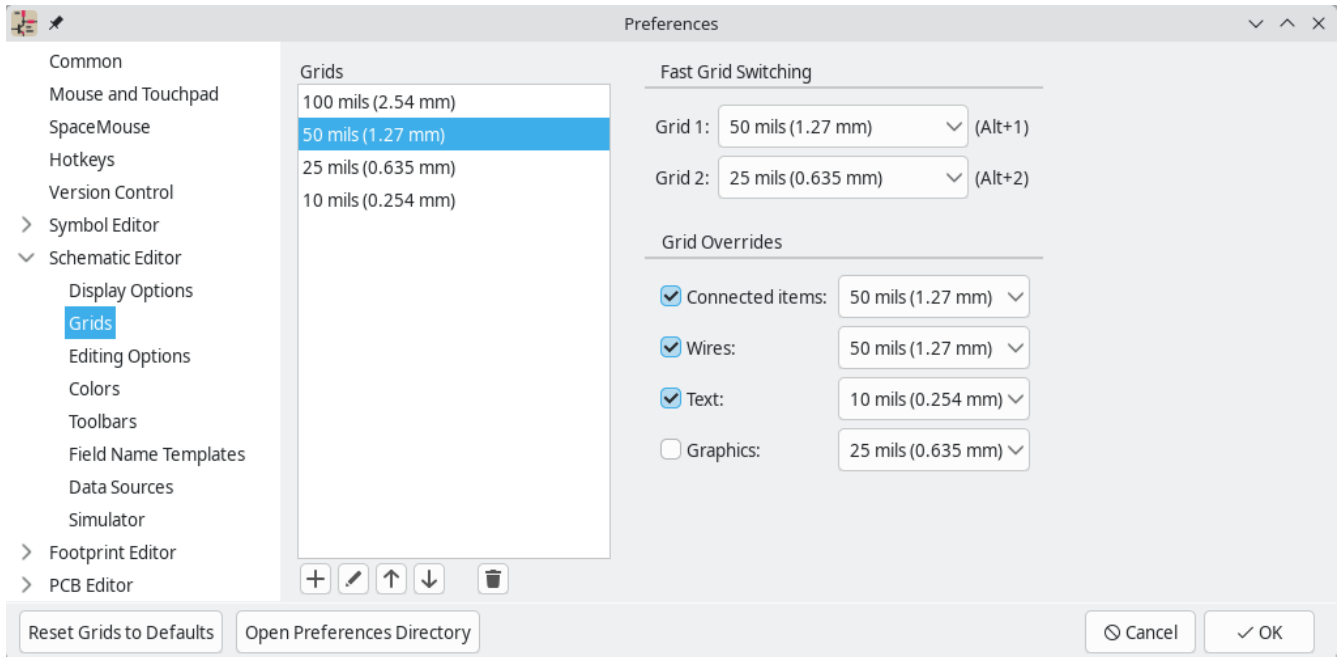 Preferences
Common
Mouse and Touchpad
SpaceMouse
Hotkeys
Version Control
Symbol Editor
Schematic Editor
Display Options
Grids
Editing Options
Colors
Toolbars
Field Name Templates
Data Sources
Simulator
Footprint Editor
PCB Editor
Grids
100 mils (2.54 mm)
50 mils (1.27 mm)
25 mils (0.635 mm)
10 mils (0.254 mm)
Fast Grid Switching
Grid 1: 50 mils (1.27 mm) (Alt+1)
Grid 2: 25 mils (0.635 mm) (Alt+2)
Grid Overrides
Connected items: 50 mils (1.27 mm)
Wires: 50 mils (1.27 mm)
Text: 10 mils (0.254 mm)
Graphics: 25 mils (0.635 mm)
Reset Grids to Defaults Open Preferences Directory Cancel OK